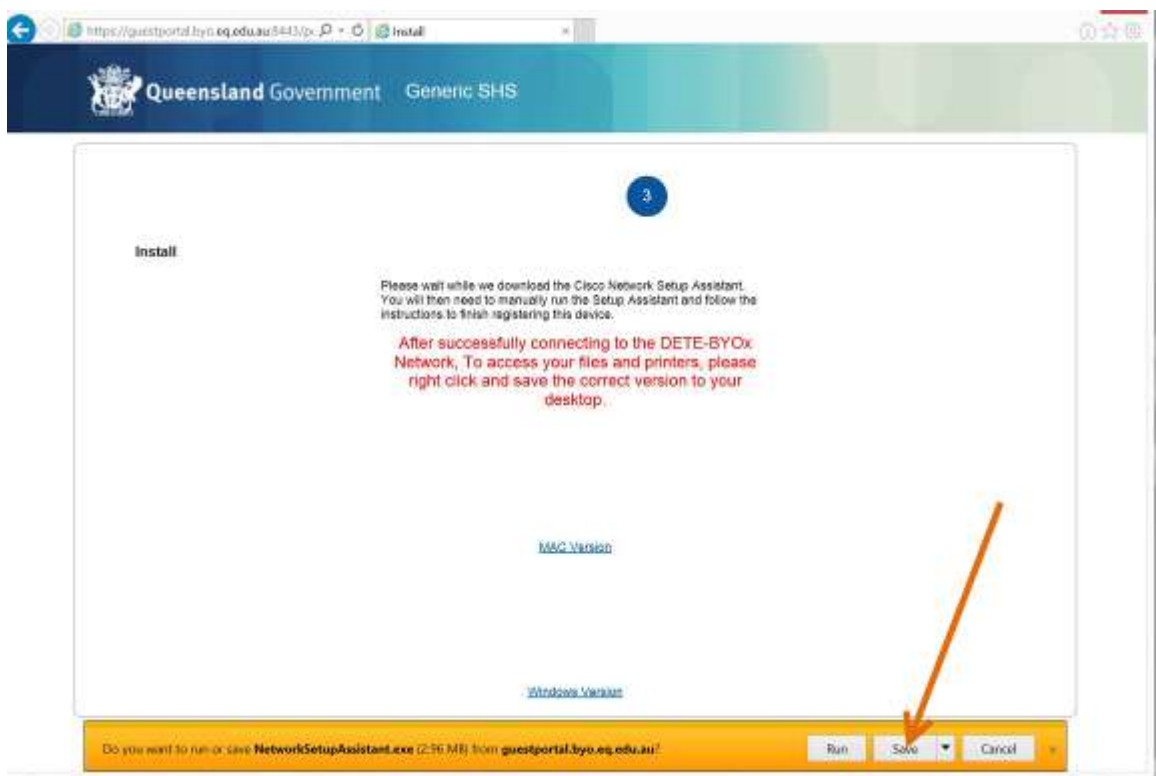 https://guestportal.byo.eq.edu.au:8443/p Install
Queensland Government Generic SHS
3
Install
Please wait while we download the Cisco Network Setup Assistant.
You will then need to manually run the Setup Assistant and follow the
instructions to finish registering this device.
After successfully connecting to the DETE-BYOx
Network, To access your files and printers, please
right click and save the correct version to your
desktop.
MAC Version
Windows Version
Do you want to run or save NetworkSetupAssistant.exe (2.96 MB) from guestportal.byo.eq.edu.au? Run Save Cancel